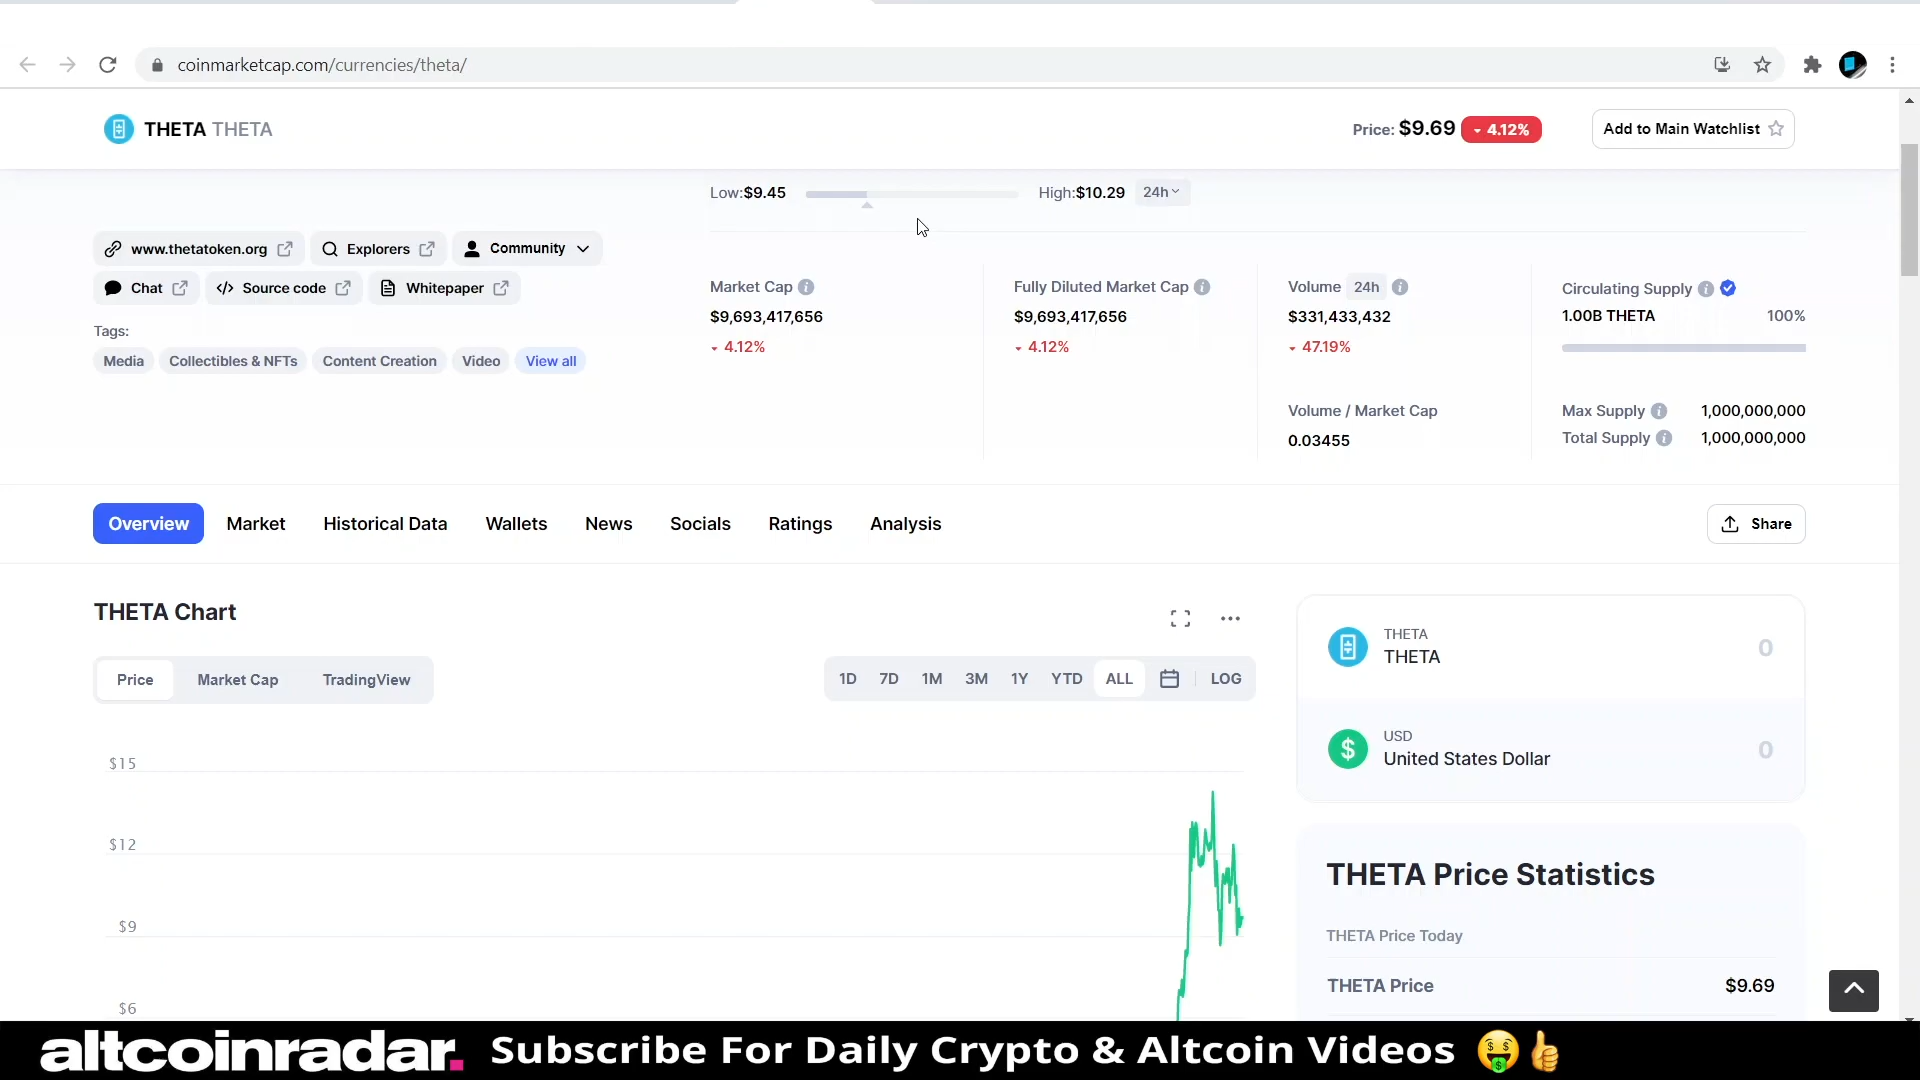 coinmarketcap.com/currencies/theta/
THETA THETA
Price: $9.69 4.12%
Add to Main Watchlist
Low:$9.45 High:$10.29 24h
www.thetatoken.org Explorers Community
Chat Source code Whitepaper
Tags:
Media Collectibles & NFTs Content Creation Video View all
Market Cap
$9,693,417,656
4.12%
Fully Diluted Market Cap
$9,693,417,656
4.12%
Volume 24h
$331,433,432
47.19%
Volume / Market Cap
0.03455
Circulating Supply
1.00B THETA 100%
Max Supply 1,000,000,000
Total Supply 1,000,000,000
Overview Market Historical Data Wallets News Socials Ratings Analysis
Share
THETA Chart
Price Market Cap TradingView
1D 7D 1M 3M 1Y YTD ALL LOG
$15
$12
$9
$6
THETA
THETA 0
USD
United States Dollar 0
THETA Price Statistics
THETA Price Today
THETA Price $9.69
altcoinradar. Subscribe For Daily Crypto & Altcoin Videos